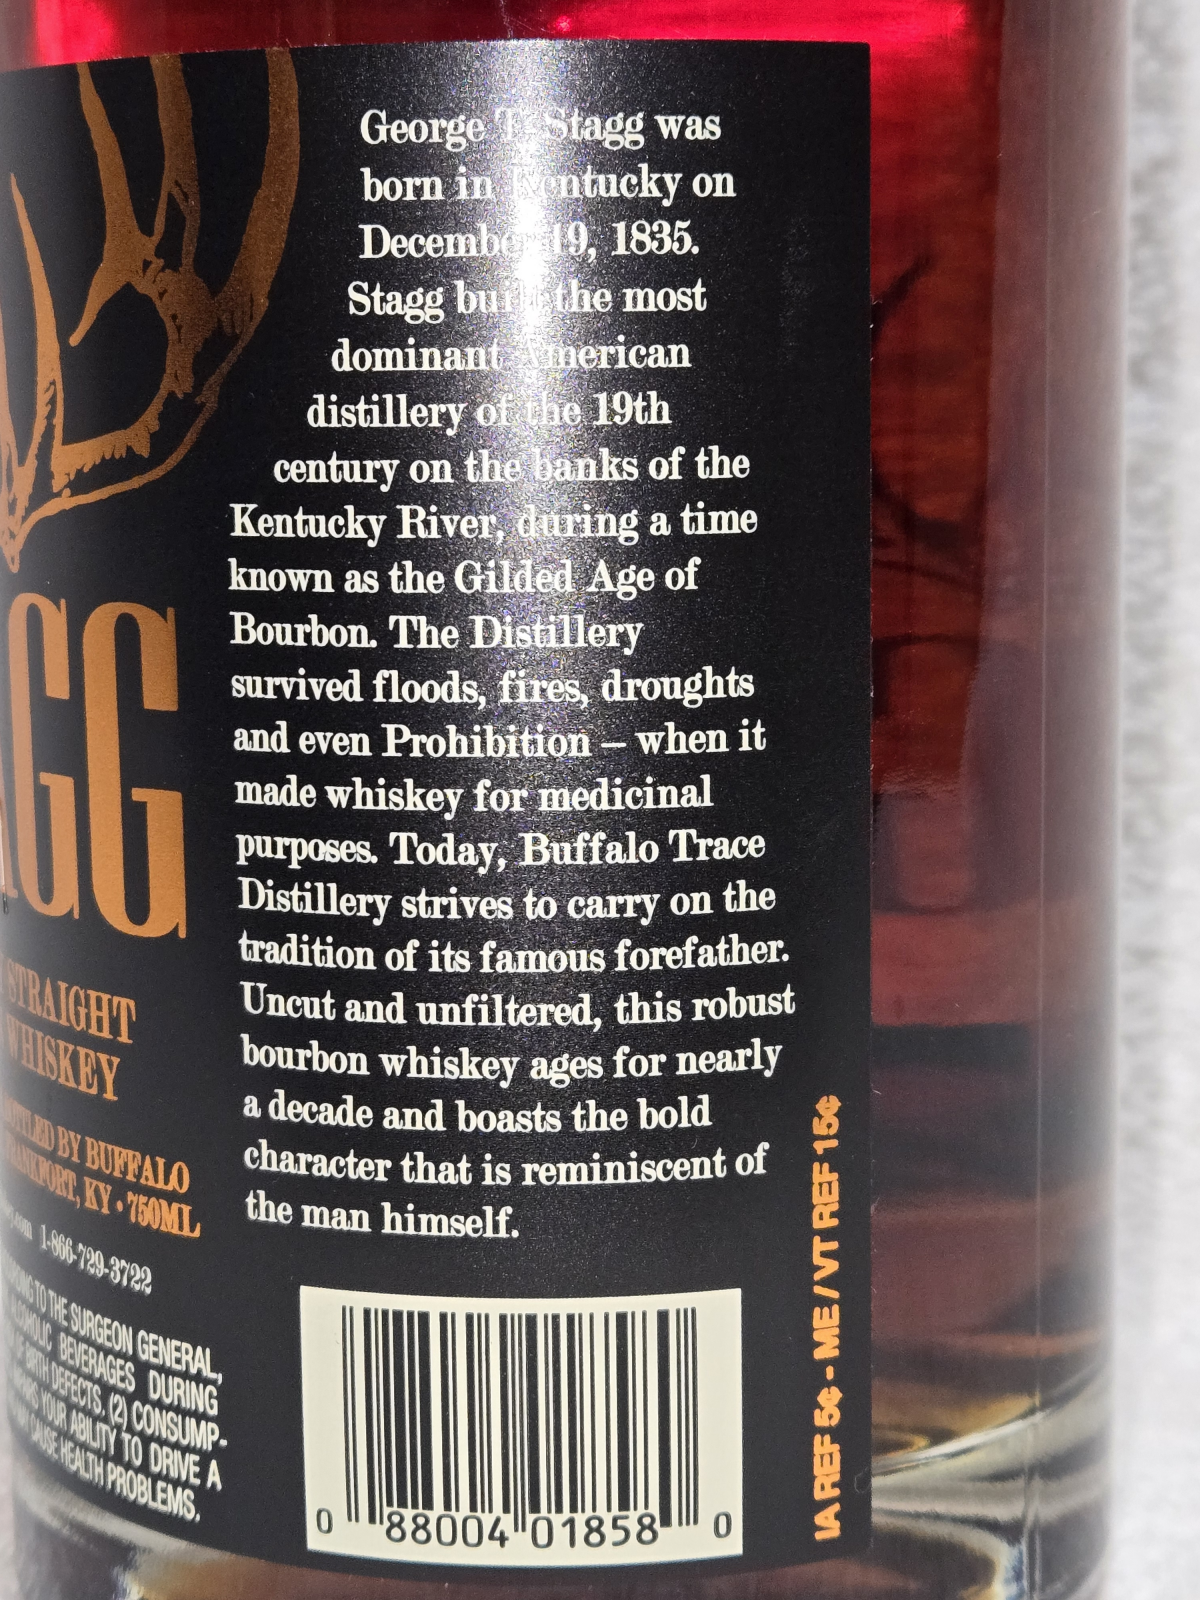 George T. Stagg was
born in Kentucky on
December 19, 1835.
Stagg built the most
dominant American
distillery of the 19th
century on the banks of the
Kentucky River, during a time
known as the Gilded Age of
Bourbon. The Distillery
survived floods, fires, droughts
and even Prohibition – when it
made whiskey for medicinal
purposes. Today, Buffalo Trace
Distillery strives to carry on the
tradition of its famous forefather.
Uncut and unfiltered, this robust
bourbon whiskey ages for nearly
a decade and boasts the bold
character that is reminiscent of
the man himself.
AGG
STRAIGHT
WHISKEY
BY BUFFALO
KY • 750ML
1-866-729-3722
TO THE SURGEON GENERAL,
ALCOHOLIC BEVERAGES DURING
OF BIRTH DEFECTS. (2) CONSUMP-
YOUR ABILITY TO DRIVE A
CAUSE HEALTH PROBLEMS.
0 88004 01858 0
IA REF 5¢ - ME / VT REF 15¢